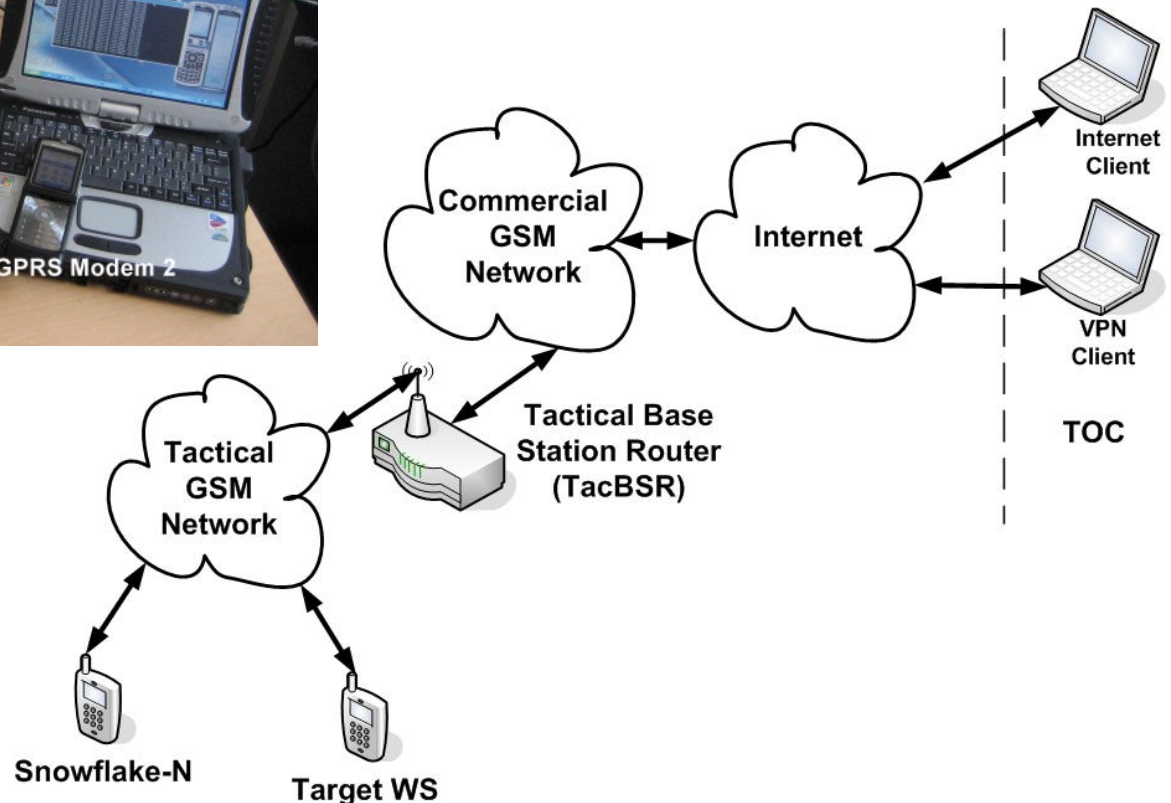 Panasonic
GPRS Modem 2
Commercial
GSM
Network
Internet
Internet
Client
VPN
Client
TOC
Tactical Base
Station Router
(TacBSR)
Tactical
GSM
Network
Snowflake-N
Target WS